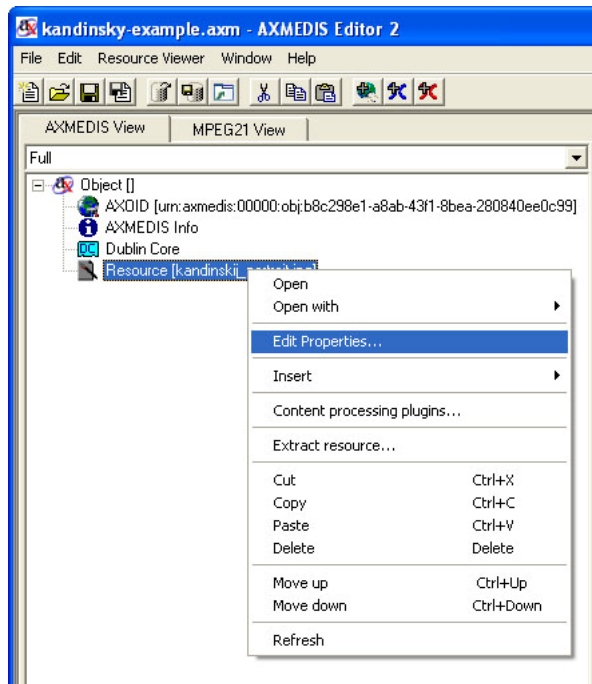 kandinsky-example.axm - AXMEDIS Editor 2
File Edit Resource Viewer Window Help
AXMEDIS View MPEG21 View
Full
Object []
AXOID [urn:axmedis:00000:obj:b8c298e1-a8ab-43f1-8bea-280840ee0c99]
AXMEDIS Info
DC Dublin Core
Resource [kandinskij_
Open
Open with
Edit Properties...
Insert
Content processing plugins...
Extract resource...
Cut Ctrl+X
Copy Ctrl+C
Paste Ctrl+V
Delete Delete
Move up Ctrl+Up
Move down Ctrl+Down
Refresh